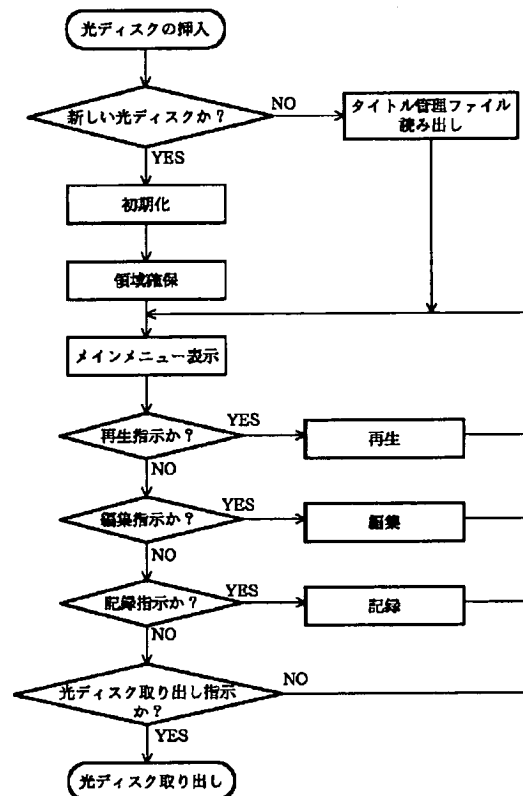 光ディスクの挿入
新しい光ディスクか？
NO
タイトル管理ファイル
読み出し
YES
初期化
領域確保
メインメニュー表示
再生指示か？
YES
再生
NO
編集指示か？
YES
編集
NO
記録指示か？
YES
記録
NO
光ディスク取り出し指示
か？
NO
YES
光ディスク取り出し